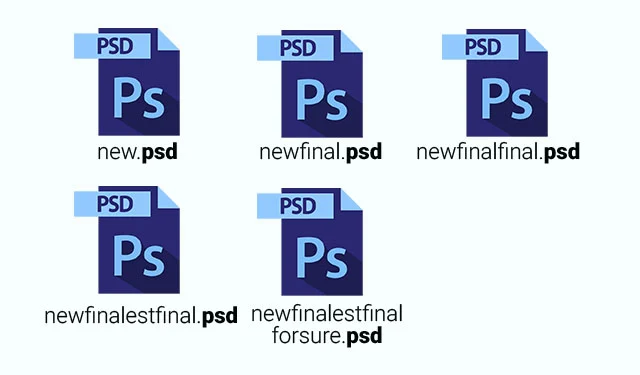 PSD PSD PSD
Ps Ps Ps
new.psd newfinal.psd newfinalfinal.psd
PSD PSD
Ps Ps
newfinalestfinal.psd newfinalestfinal
forsure.psd